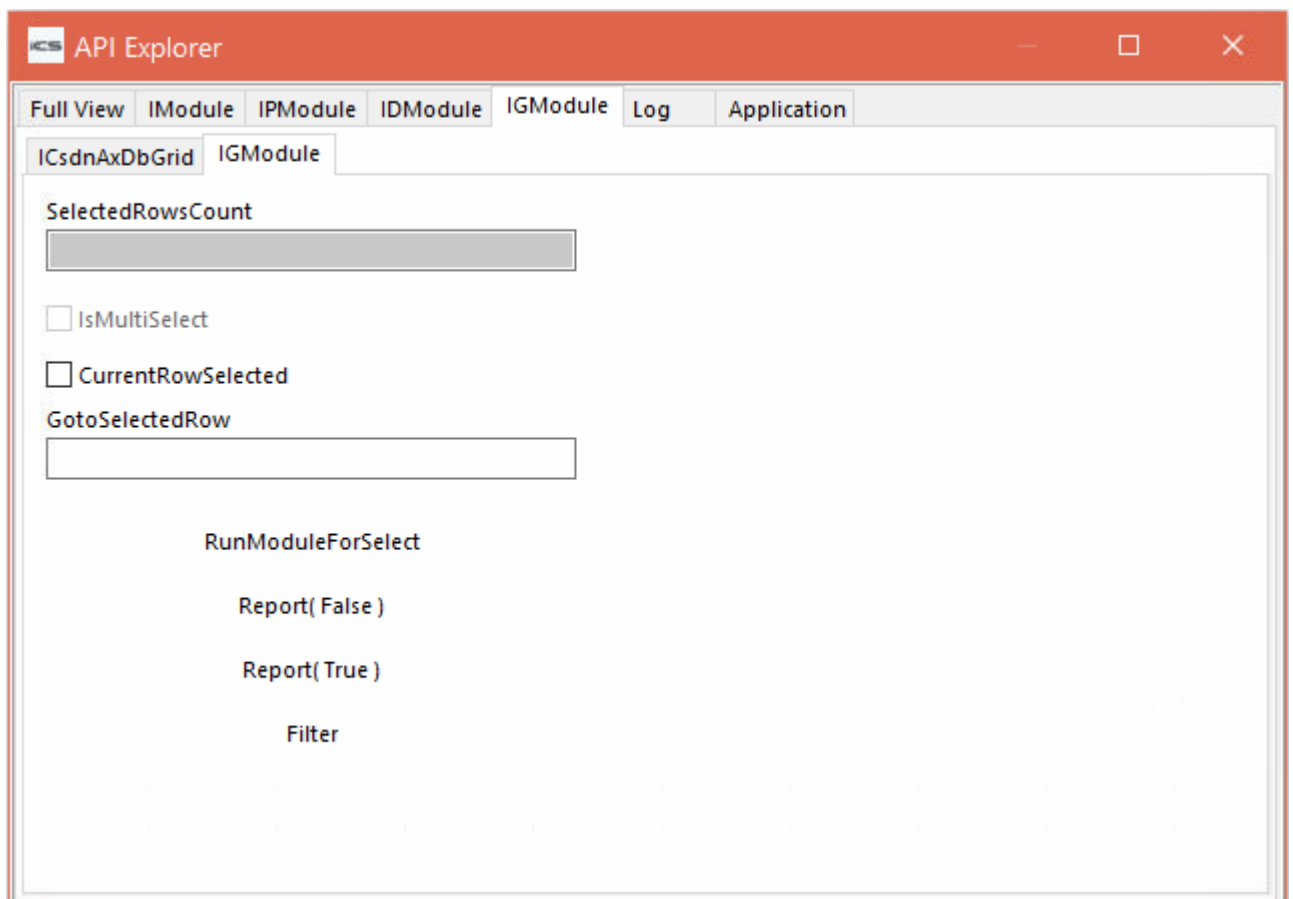 iCS API Explorer
Full View IModule IPModule IDModule IGModule Log Application
ICsdnAxDbGrid IGModule
SelectedRowsCount
IsMultiSelect
CurrentRowSelected
GotoSelectedRow
RunModuleForSelect
Report( False )
Report( True )
Filter